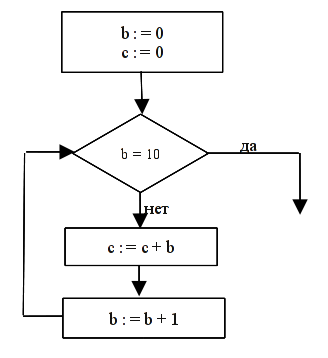 b : = 0
c : = 0
b = 10
да
нет
c : = c + b
b : = b + 1